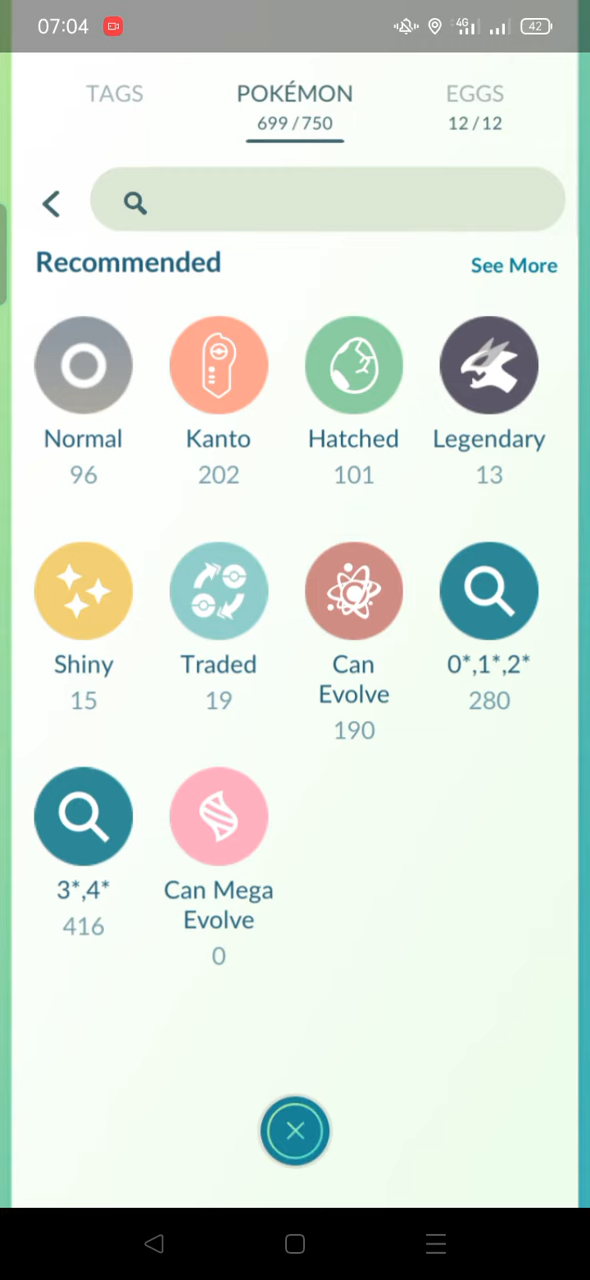 07:04
4G
42
TAGS
POKÉMON
EGGS
699/750
12/12
Recommended
See More
Normal
Kanto
Hatched
Legendary
96
202
101
13
Shiny
Traded
Can
Evolve
0*,1*,2*
15
19
190
280
3*,4*
Can Mega
Evolve
416
0